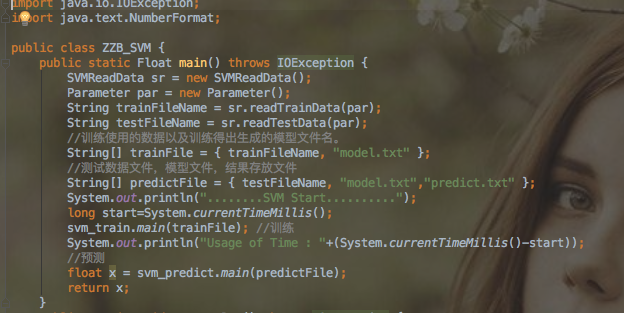 import java.io.IOException;
import java.text.NumberFormat;
public class ZZB_SVM {
public static Float main() throws IOException {
SVMReadData sr = new SVMReadData();
Parameter par = new Parameter();
String trainFileName = sr.readTrainData(par);
String testFileName = sr.readTestData(par);
//训练使用的数据以及训练得出生成的模型文件名。
String[] trainFile = { trainFileName, "model.txt" };
//测试数据文件，模型文件，结果存放文件
String[] predictFile = { testFileName, "model.txt","predict.txt" };
System.out.println("........SVM Start..........");
long start=System.currentTimeMillis();
svm_train.main(trainFile); //训练
System.out.println("Usage of Time : "+(System.currentTimeMillis()-start));
//预测
float x = svm_predict.main(predictFile);
return x;
}